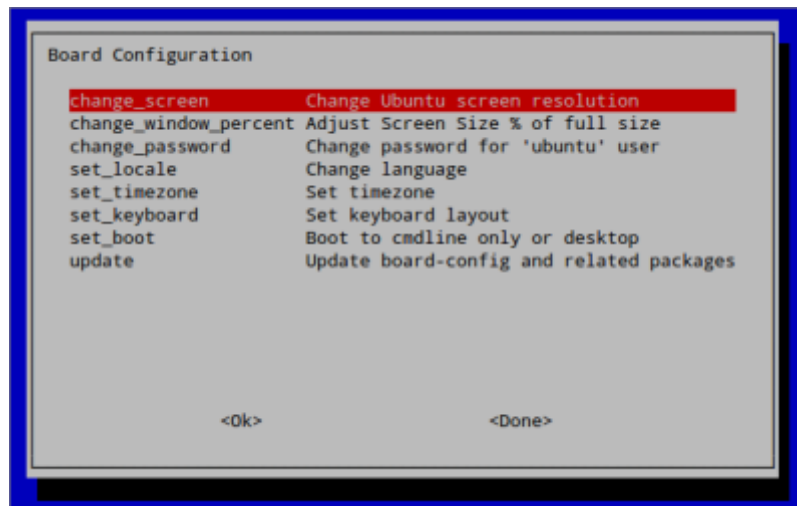 Board Configuration
change_screen Change Ubuntu screen resolution
change_window_percent Adjust Screen Size % of full size
change_password Change password for 'ubuntu' user
set_locale Change language
set_timezone Set timezone
set_keyboard Set keyboard layout
set_boot Boot to cmdline only or desktop
update Update board-config and related packages
<Ok> <Done>